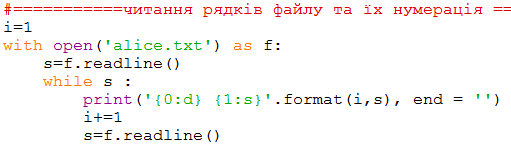 #===========читання рядків файлу та їх нумерація ==
i=1
with open('alice.txt') as f:
    s=f.readline()
    while s :
        print('{0:d} {1:s}'.format(i,s), end = '')
        i+=1
        s=f.readline()